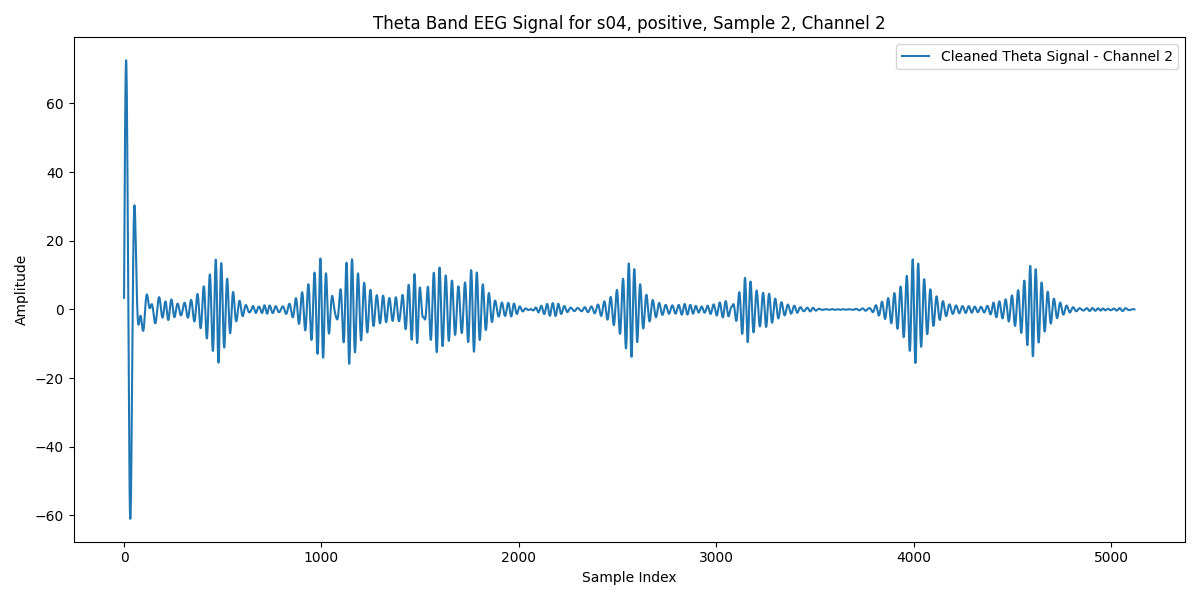 Theta Band EEG Signal for s04, positive, Sample 2, Channel 2
Cleaned Theta Signal - Channel 2
Amplitude
60
40
20
0
−20
−40
−60
0 1000 2000 3000 4000 5000
Sample Index